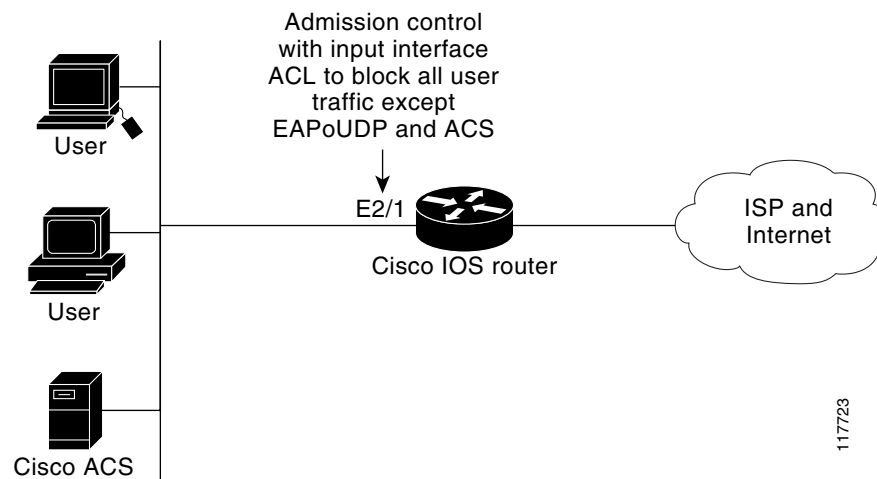 Admission control
with input interface
ACL to block all user
traffic except
EAPoUDP and ACS
User
E2/1
Cisco IOS router
ISP and
Internet
User
Cisco ACS
117723